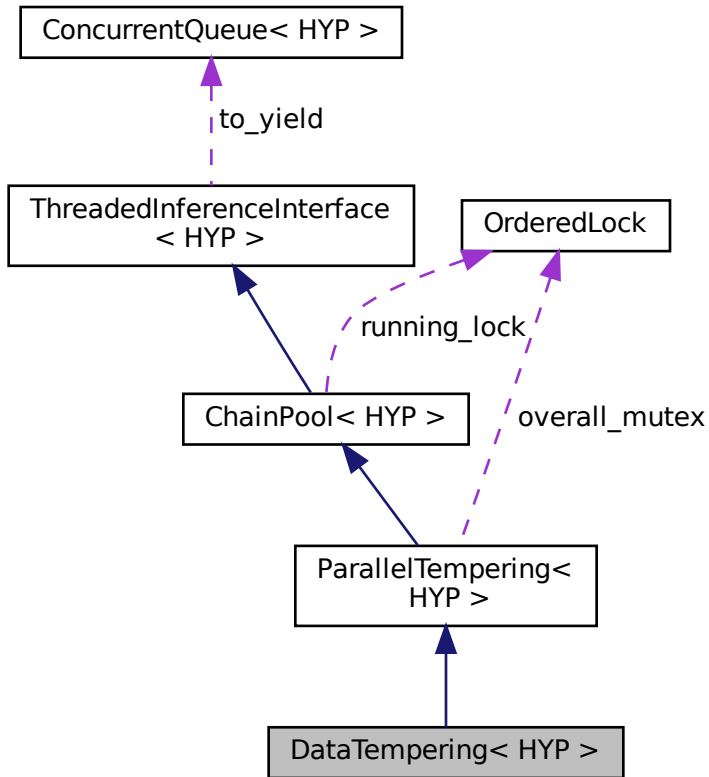 ConcurrentQueue< HYP >
to_yield
ThreadedInferenceInterface
< HYP >
OrderedLock
running_lock
ChainPool< HYP >
overall_mutex
ParallelTempering<
HYP >
DataTempering< HYP >